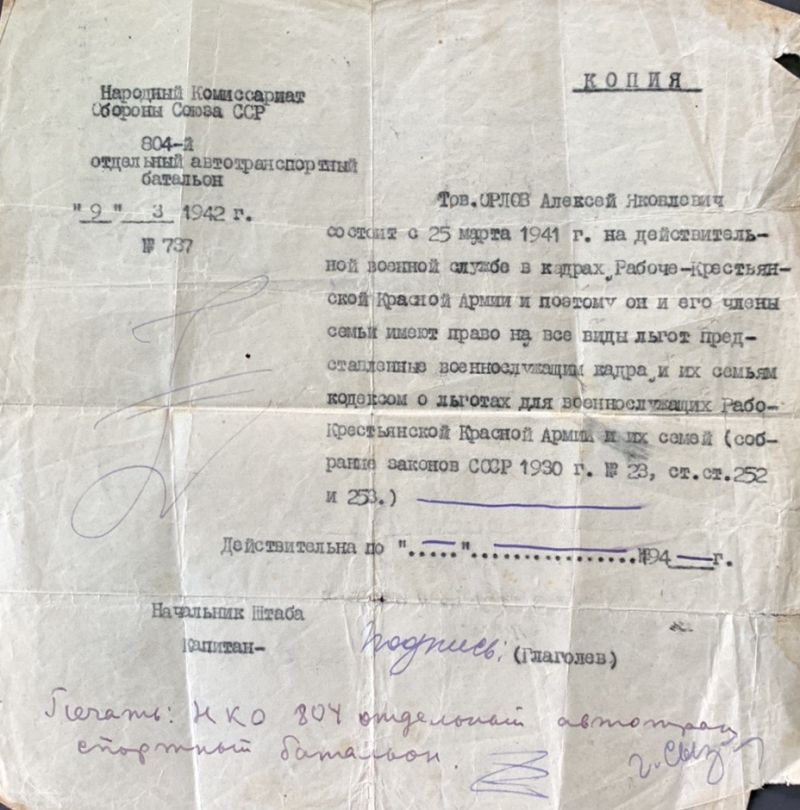 КОПИЯ
Народный Комиссариат
Обороны Союза ССР
804-й
отдельный автотранспортный
батальон
"9" 3 1942 г.
№ 737
Тов. ОРЛОВ Алексей Яковлевич
состоит с 25 марта 1941 г. на действитель-
ной военной службе в кадрах, Рабоче-Крестьян-
ской Красной Армии и поэтому он и его члены
семьи имеют право на все виды льгот пред-
ставленные военнослужащим кадра, и их семьям
кодексом о льготах для военнослужащих Рабо-
Крестьянской Красной Армии и их семей (соб-
рание законов СССР 1930 г. № 23, ст.ст.252
и 253.)
Действительна по ".....".................194 г.
Начальник Штаба
Капитан- Подпись: (Глаголев)
Печать: НКО 804 отдельный автотран
спортный батальон.
г. Сыз